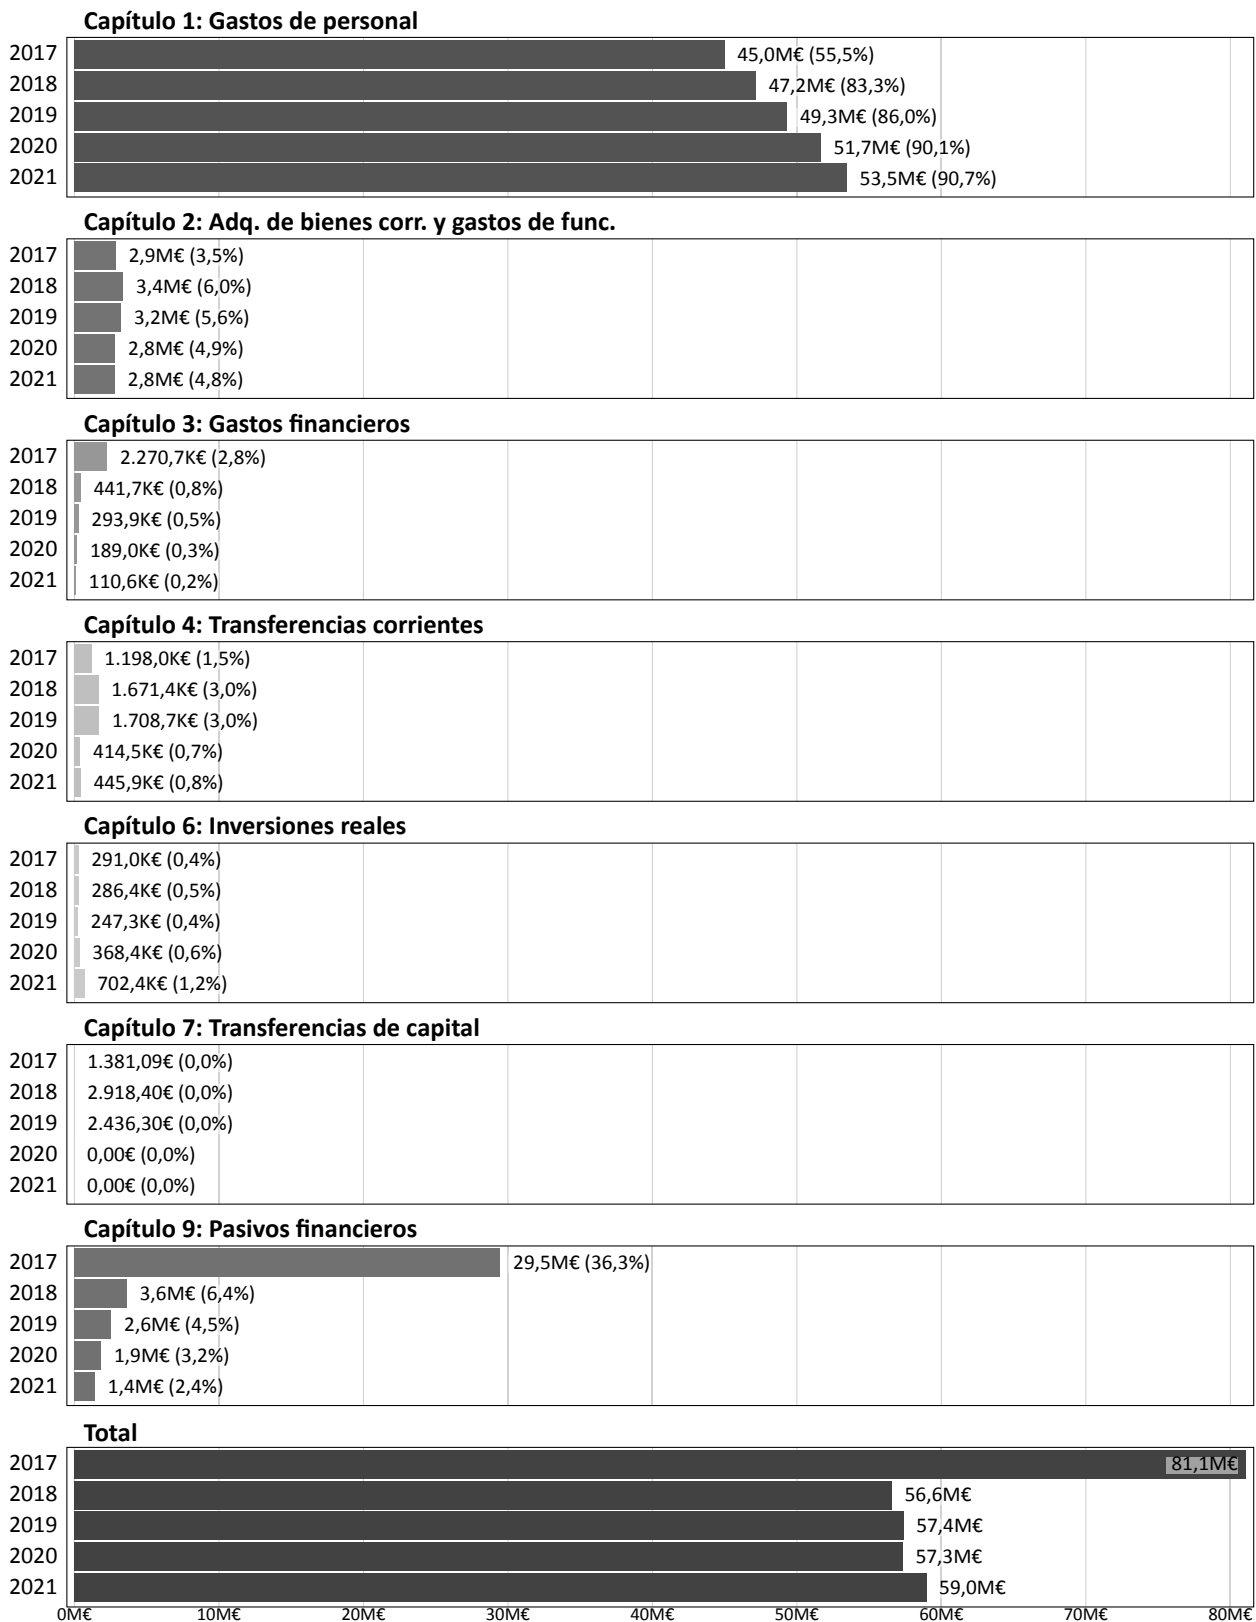 Capítulo 1: Gastos de personal
2017 45,0M€ (55,5%)
2018 47,2M€ (83,3%)
2019 49,3M€ (86,0%)
2020 51,7M€ (90,1%)
2021 53,5M€ (90,7%)
Capítulo 2: Adq. de bienes corr. y gastos de func.
2017 2,9M€ (3,5%)
2018 3,4M€ (6,0%)
2019 3,2M€ (5,6%)
2020 2,8M€ (4,9%)
2021 2,8M€ (4,8%)
Capítulo 3: Gastos financieros
2017 2.270,7K€ (2,8%)
2018 441,7K€ (0,8%)
2019 293,9K€ (0,5%)
2020 189,0K€ (0,3%)
2021 110,6K€ (0,2%)
Capítulo 4: Transferencias corrientes
2017 1.198,0K€ (1,5%)
2018 1.671,4K€ (3,0%)
2019 1.708,7K€ (3,0%)
2020 414,5K€ (0,7%)
2021 445,9K€ (0,8%)
Capítulo 6: Inversiones reales
2017 291,0K€ (0,4%)
2018 286,4K€ (0,5%)
2019 247,3K€ (0,4%)
2020 368,4K€ (0,6%)
2021 702,4K€ (1,2%)
Capítulo 7: Transferencias de capital
2017 1.381,09€ (0,0%)
2018 2.918,40€ (0,0%)
2019 2.436,30€ (0,0%)
2020 0,00€ (0,0%)
2021 0,00€ (0,0%)
Capítulo 9: Pasivos financieros
2017 29,5M€ (36,3%)
2018 3,6M€ (6,4%)
2019 2,6M€ (4,5%)
2020 1,9M€ (3,2%)
2021 1,4M€ (2,4%)
Total
2017 81,1M€
2018 56,6M€
2019 57,4M€
2020 57,3M€
2021 59,0M€
0M€ 10M€ 20M€ 30M€ 40M€ 50M€ 60M€ 70M€ 80M€